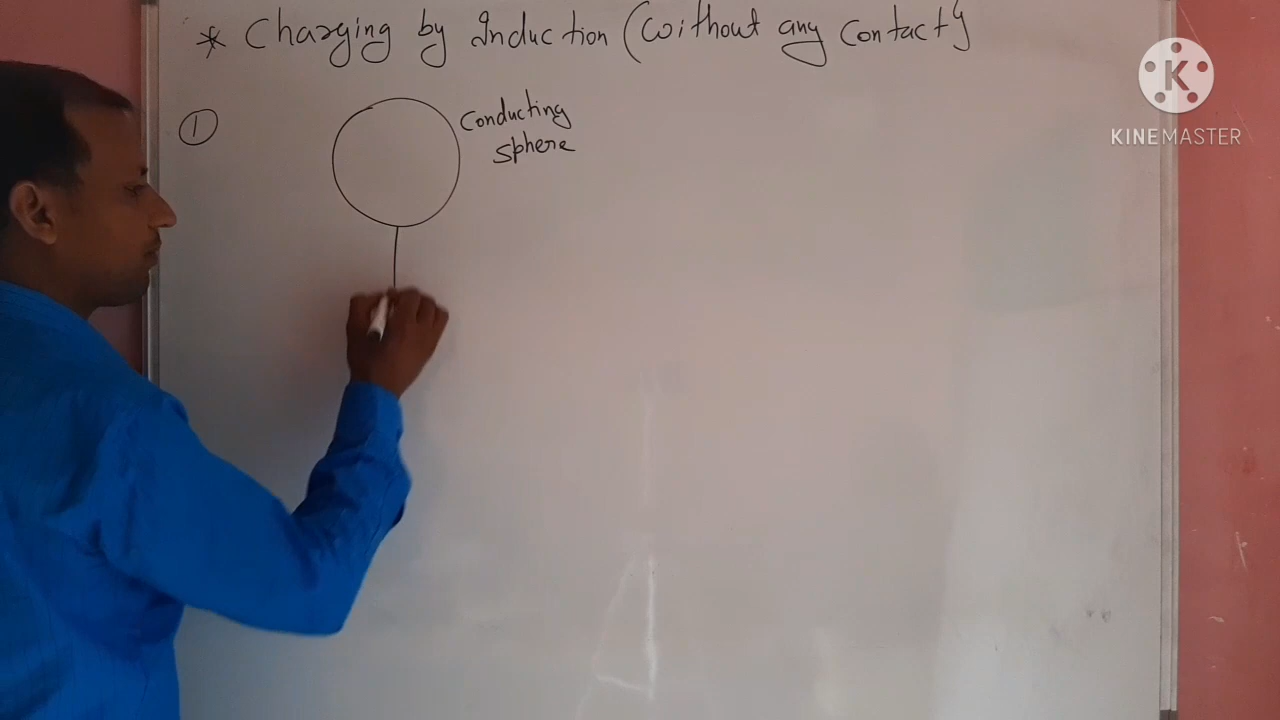 * Charging by Induction (Without any contact)
①
Conducting
sphere
K
KINEMASTER